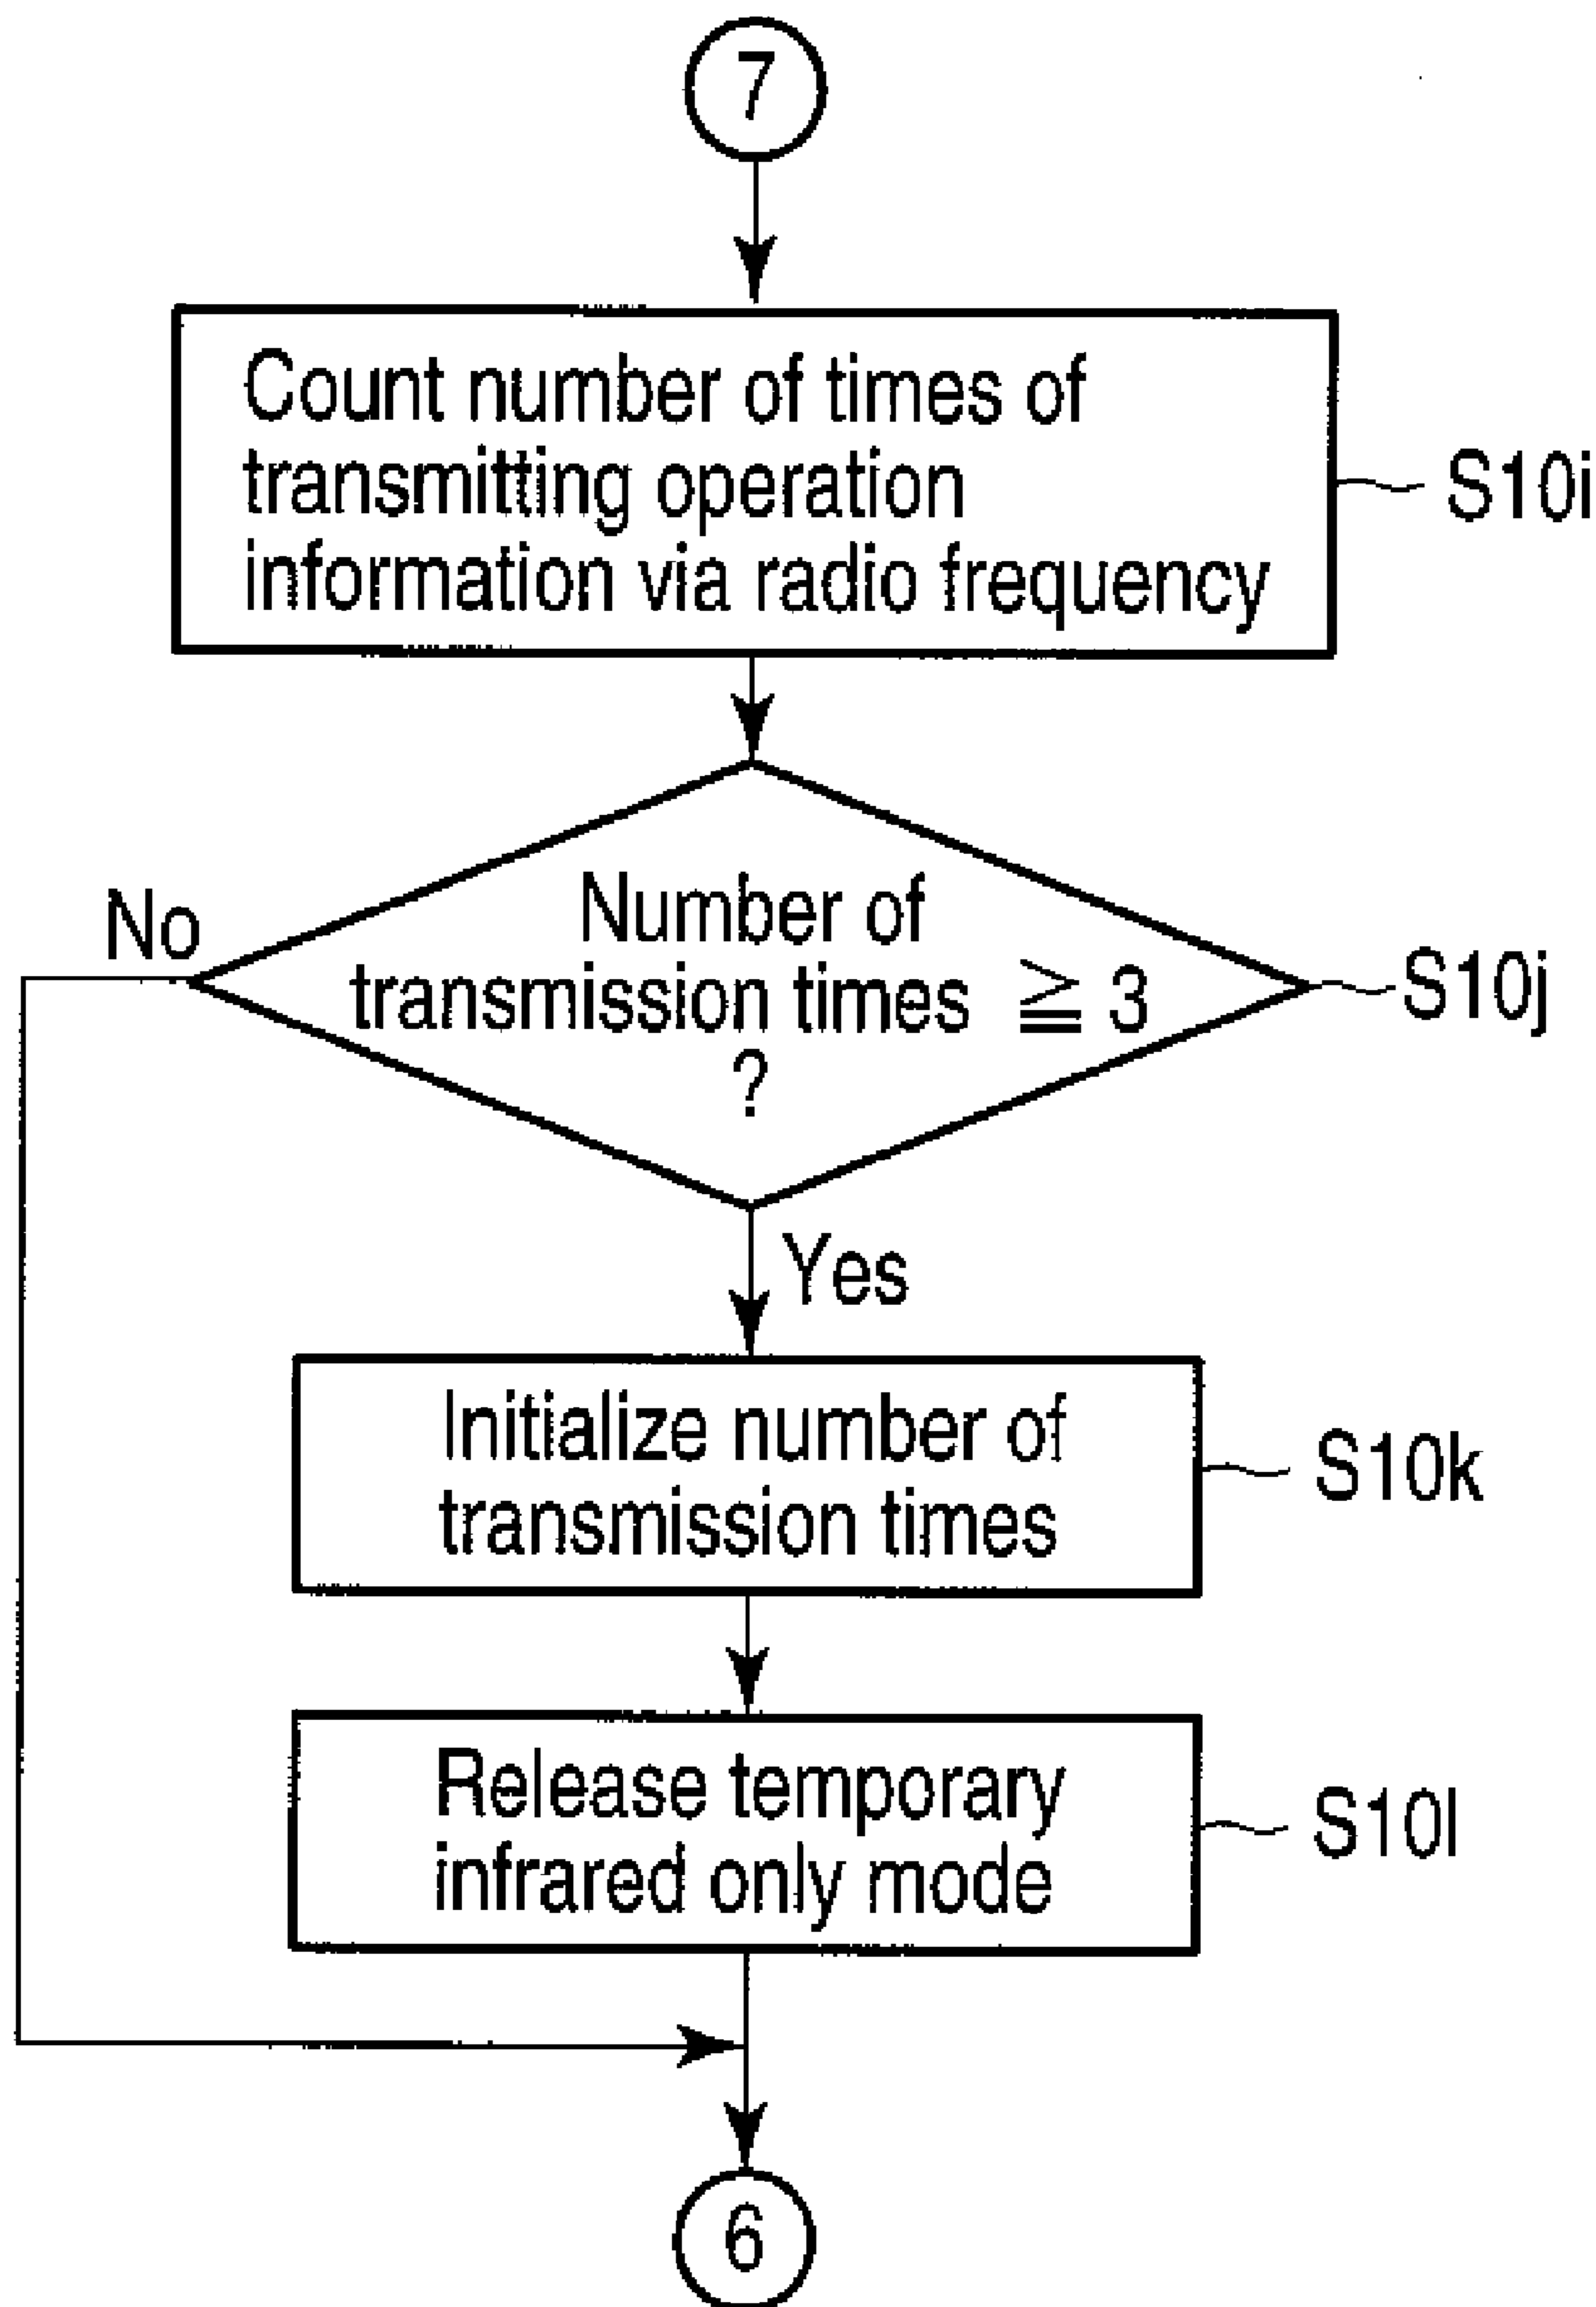 7
Count number of times of
transmitting operation
information via radio frequency
S10i
No
Number of
transmission times ≧ 3
?
S10j
Yes
Initialize number of
transmission times
S10k
Release temporary
infrared only mode
S10l
6